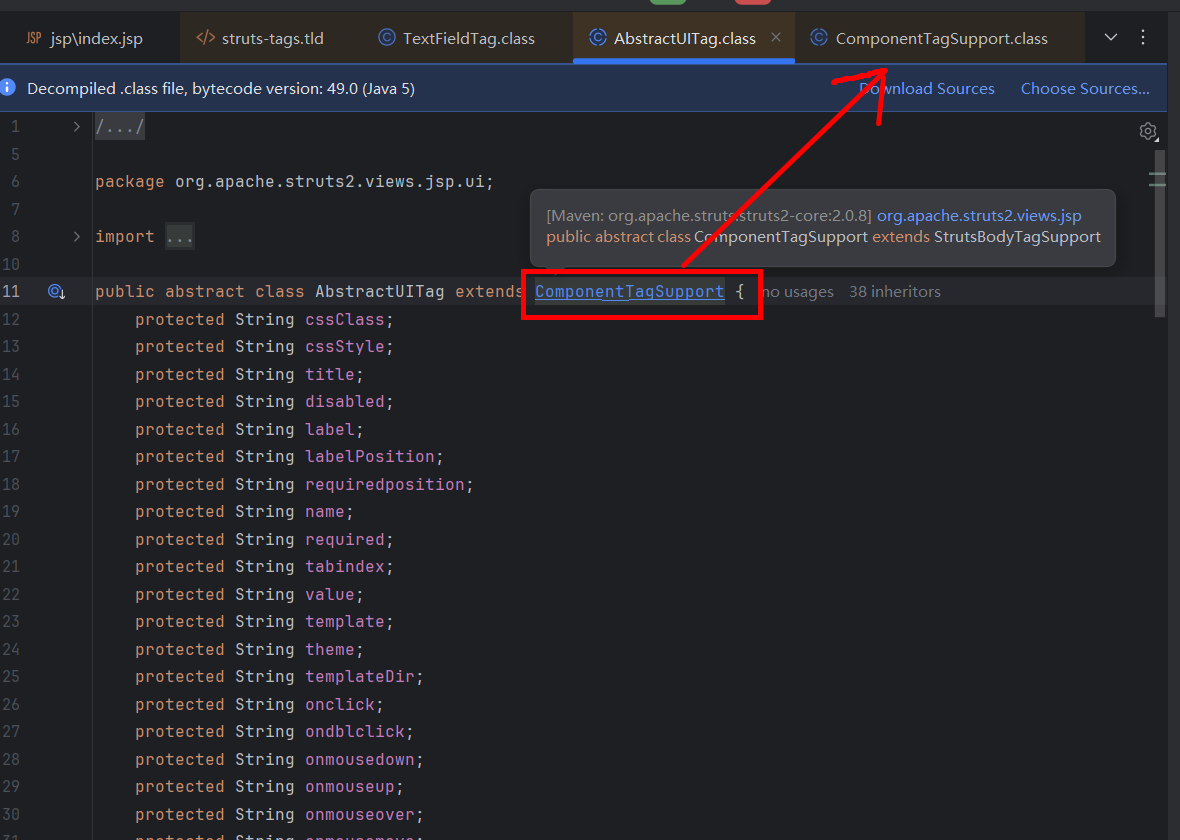 JSP jsp\index.jsp </> struts-tags.tld © TextFieldTag.class © AbstractUITag.class × © ComponentTagSupport.class
Decompiled .class file, bytecode version: 49.0 (Java 5) Download Sources Choose Sources...
1 /.../
5
6 package org.apache.struts2.views.jsp.ui;
7
[Maven: org.apache.struts:struts2-core:2.0.8] org.apache.struts2.views.jsp
8 import ...
public abstract class ComponentTagSupport extends StrutsBodyTagSupport
10
11 public abstract class AbstractUITag extends ComponentTagSupport { no usages 38 inheritors
12 protected String cssClass;
13 protected String cssStyle;
14 protected String title;
15 protected String disabled;
16 protected String label;
17 protected String labelPosition;
18 protected String requiredposition;
19 protected String name;
20 protected String required;
21 protected String tabindex;
22 protected String value;
23 protected String template;
24 protected String theme;
25 protected String templateDir;
26 protected String onclick;
27 protected String ondblclick;
28 protected String onmousedown;
29 protected String onmouseup;
30 protected String onmouseover;
31 protected String onmousemove;